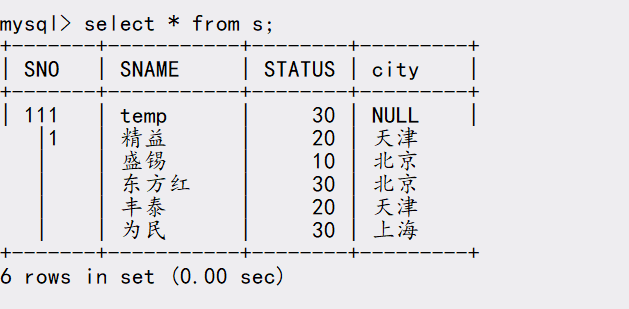 mysql> select * from s;
+-------+------------+--------+---------+
| SNO   | SNAME      | STATUS | city    |
+-------+------------+--------+---------+
| 111   | temp       |     30 | NULL    |
  |1    | 精益       |     20 | 天津
  |     | 盛锡       |     10 | 北京
  |     | 东方红     |     30 | 北京
  |     | 丰泰       |     20 | 天津
  |     | 为民       |     30 | 上海
+-------+------------+--------+---------+
6 rows in set (0.00 sec)